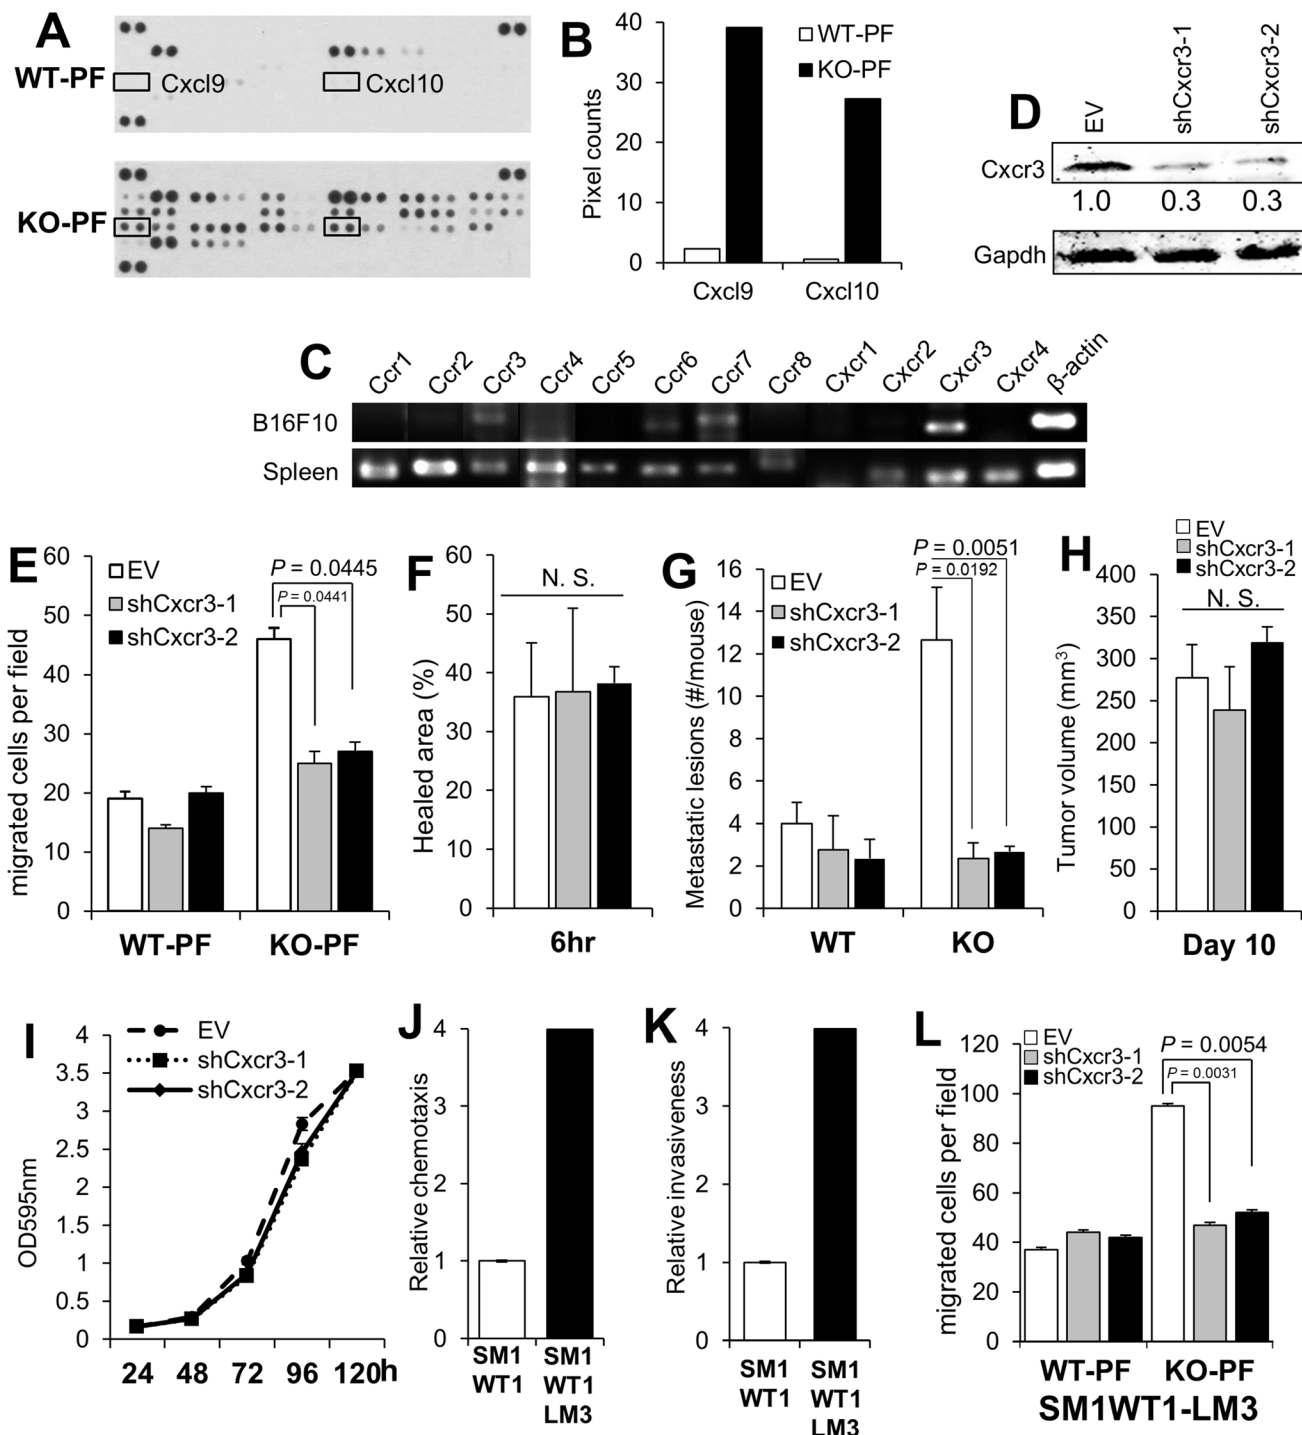 A
WT-PF
Cxcl9
Cxcl10
KO-PF
B
40
30
20
10
0
Pixel counts
WT-PF
KO-PF
Cxcl9
Cxcl10
D
EV
shCxcr3-1
shCxcr3-2
Cxcr3
1.0 0.3 0.3
Gapdh
C
Ccr1 Ccr2 Ccr3 Ccr4 Ccr5 Ccr6 Ccr7 Ccr8 Cxcr1 Cxcr2 Cxcr3 Cxcr4 β-actin
B16F10
Spleen
E
60
50
40
30
20
10
0
migrated cells per field
EV
shCxcr3-1
shCxcr3-2
P = 0.0445
P = 0.0441
WT-PF KO-PF
F
60
50
40
30
20
10
0
Healed area (%)
N. S.
6hr
G
16
14
12
10
8
6
4
2
0
Metastatic lesions (#/mouse)
EV
shCxcr3-1
shCxcr3-2
P = 0.0051
P = 0.0192
WT KO
H
EV
shCxcr3-1
shCxcr3-2
400
350
300
250
200
150
100
50
0
Tumor volume (mm³)
N. S.
Day 10
I
4
3.5
3
2.5
2
1.5
1
0.5
0
OD595nm
EV
shCxcr3-1
shCxcr3-2
24 48 72 96 120h
J
4
3
2
1
0
Relative chemotaxis
SM1
WT1
SM1
WT1
LM3
K
4
3
2
1
0
Relative invasiveness
SM1
WT1
SM1
WT1
LM3
L
EV
shCxcr3-1
shCxcr3-2
120
100
80
60
40
20
0
migrated cells per field
P = 0.0054
P = 0.0031
WT-PF KO-PF
SM1WT1-LM3